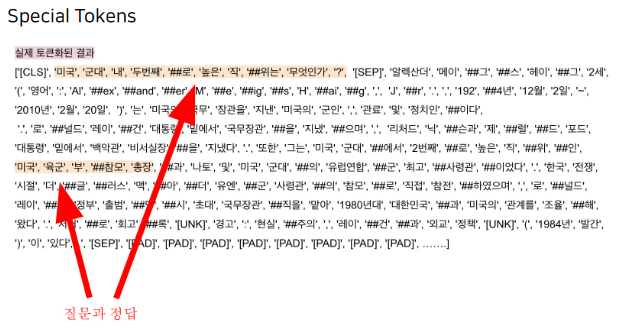 Special Tokens
실제 토큰화된 결과
['[CLS]', '미국', '군대', '내', '두번째', '##로', '높은', '직', '##위는', '무엇인가', '?', '[SEP]', '알렉산더', '메이', '##그', '##스', '헤이', '##그', '2세',
'(', '영어', ':', 'Al', '##ex', '##and', '##er', 'M', '##e', '##ig', '##s', 'H', '##ai', '##g', ',', 'J', '##r', '.', ',', '192', '##4년', '12월', '2일', '~',
'2010년', '2월', '20일', ')', '는', '미국의', '장관을', '지낸', '미국의', '군인', ',', '관료', '및', '정치인', '##이다'
'.', '로', '##널드', '레이', '##건', '대통령', '밑에서', '국무장관', '##을', '지냈', '##으며', ',', '리처드', '닉', '##슨과', '제', '##럴', '##드', '포드',
'대통령', '밑에서', '백악관', '비서실장', '##을', '지냈다', '.', '또한', '그는', '미국', '군대', '##에서', '2번째', '##로', '높은', '직', '##위', '##인',
'미국', '육군', '부', '##참모', '총장', '##과', '나토', '및', '미국', '군대', '##의', '유럽연합', '##군', '최고', '##사령관', '##이었다', '.', '한국', '전쟁',
'시절', '더', '##글', '##러스', '맥', '##아', '##더', '유엔', '##군', '사령관', '##의', '참모', '##로', '직접', '참전', '##하였으며', ',', '로', '##널드',
'레이', '정부', '출범', '시', '초대', '국무장관', '##직을', '맡아', '1980년대', '대한민국', '##과', '미국의', '관계를', '조율', '##해',
'왔다', '.', '##로', '회고', '##록', '[UNK]', '경고', ':', '현실', '##주의', ',', '레이', '##건', '##과', '외교', '정책', '[UNK]', '(', '1984년', '발간',
')', '이', '있다', '.', '[SEP]', '[PAD]', '[PAD]', '[PAD]', '[PAD]', '[PAD]', '[PAD]', '[PAD]', …….]
질문과 정답